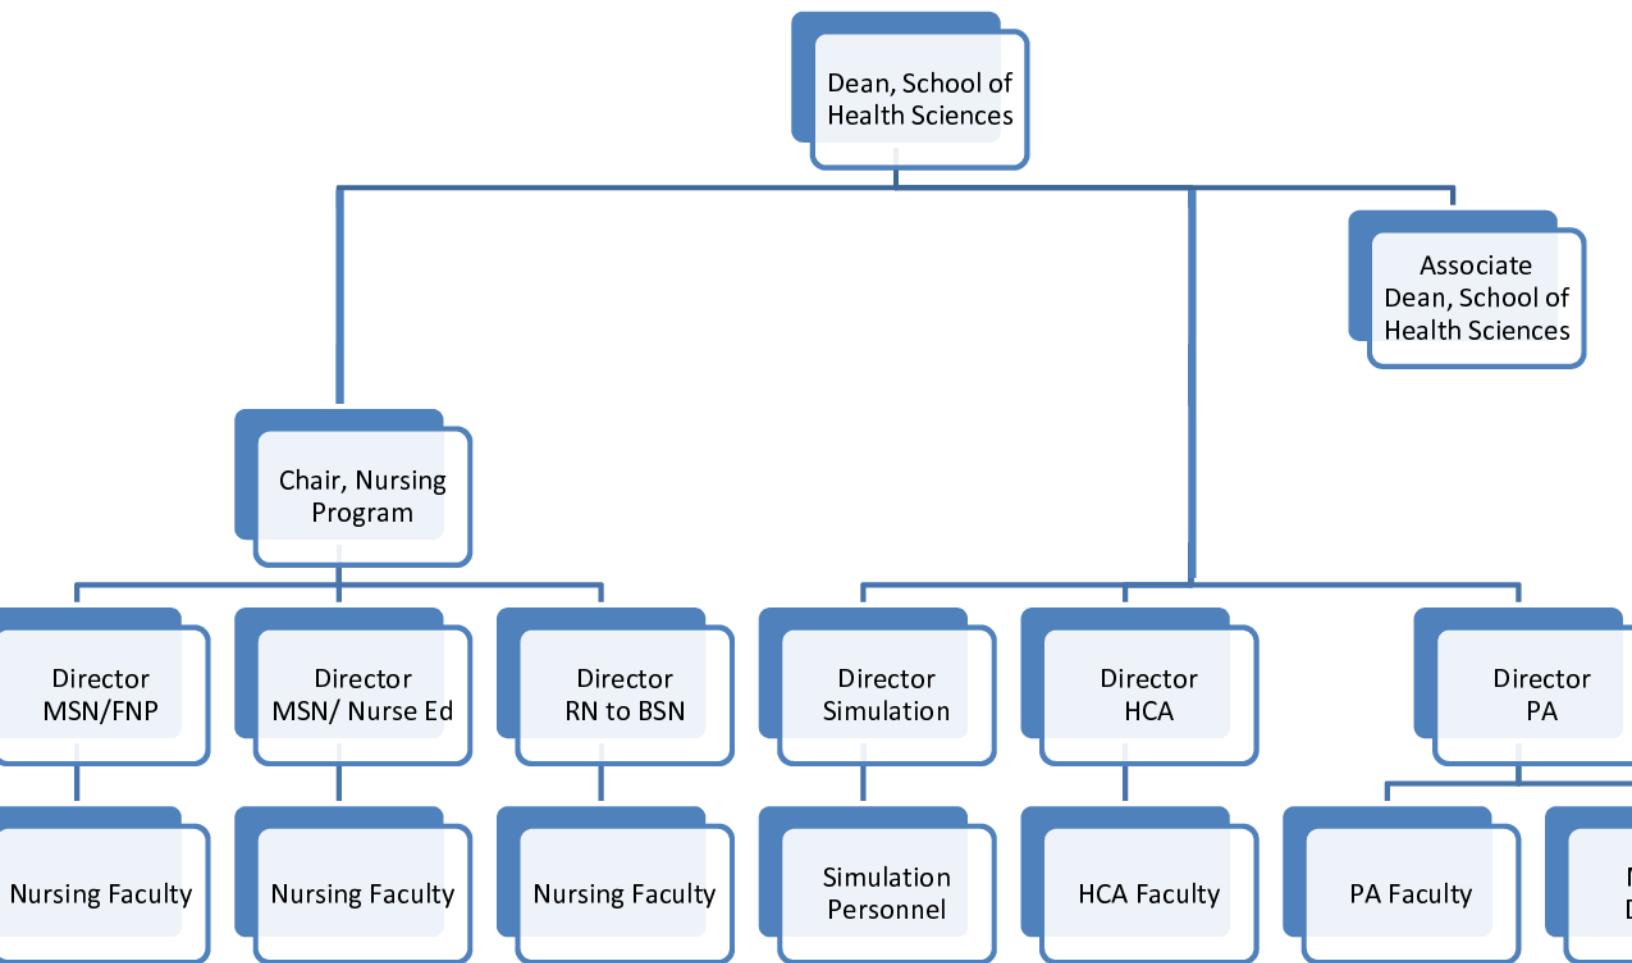 Dean, School of
Health Sciences
Associate
Dean, School of
Health Sciences
Chair, Nursing
Program
Director
MSN/FNP
Director
MSN/ Nurse Ed
Director
RN to BSN
Director
Simulation
Director
HCA
Director
PA
Nursing Faculty
Nursing Faculty
Nursing Faculty
Simulation
Personnel
HCA Faculty
PA Faculty